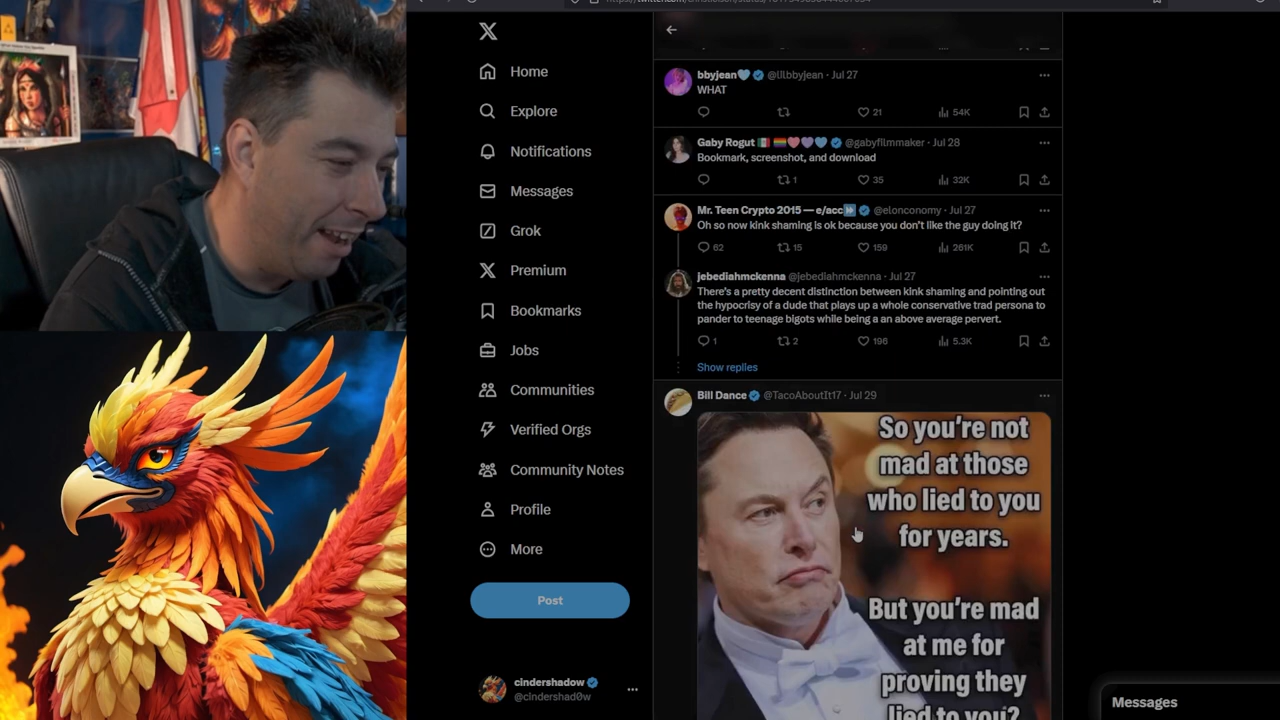 Home
Explore
Notifications
Messages
Grok
Premium
Bookmarks
Jobs
Communities
Verified Orgs
Community Notes
Profile
More
Post
cindershadow
@cindershad0w
bbyjean @lilbbyjean · Jul 27
WHAT
21 54K
Gaby Rogut @gabyfilmmaker · Jul 28
Bookmark, screenshot, and download
1 35 32K
Mr. Teen Crypto 2015 — e/acc @elonconomy · Jul 27
Oh so now kink shaming is ok because you don't like the guy doing it?
62 15 159 261K
jebediahmckenna @jebediahmckenna · Jul 27
There's a pretty decent distinction between kink shaming and pointing out
the hypocrisy of a dude that plays up a whole conservative trad persona to
pander to teenage bigots while being a an above average pervert.
1 2 196 5.3K
Show replies
Bill Dance @TacoAboutIt17 · Jul 29
So you're not
mad at those
who lied to you
for years.
But you're mad
at me for
proving they
lied to you?
Messages